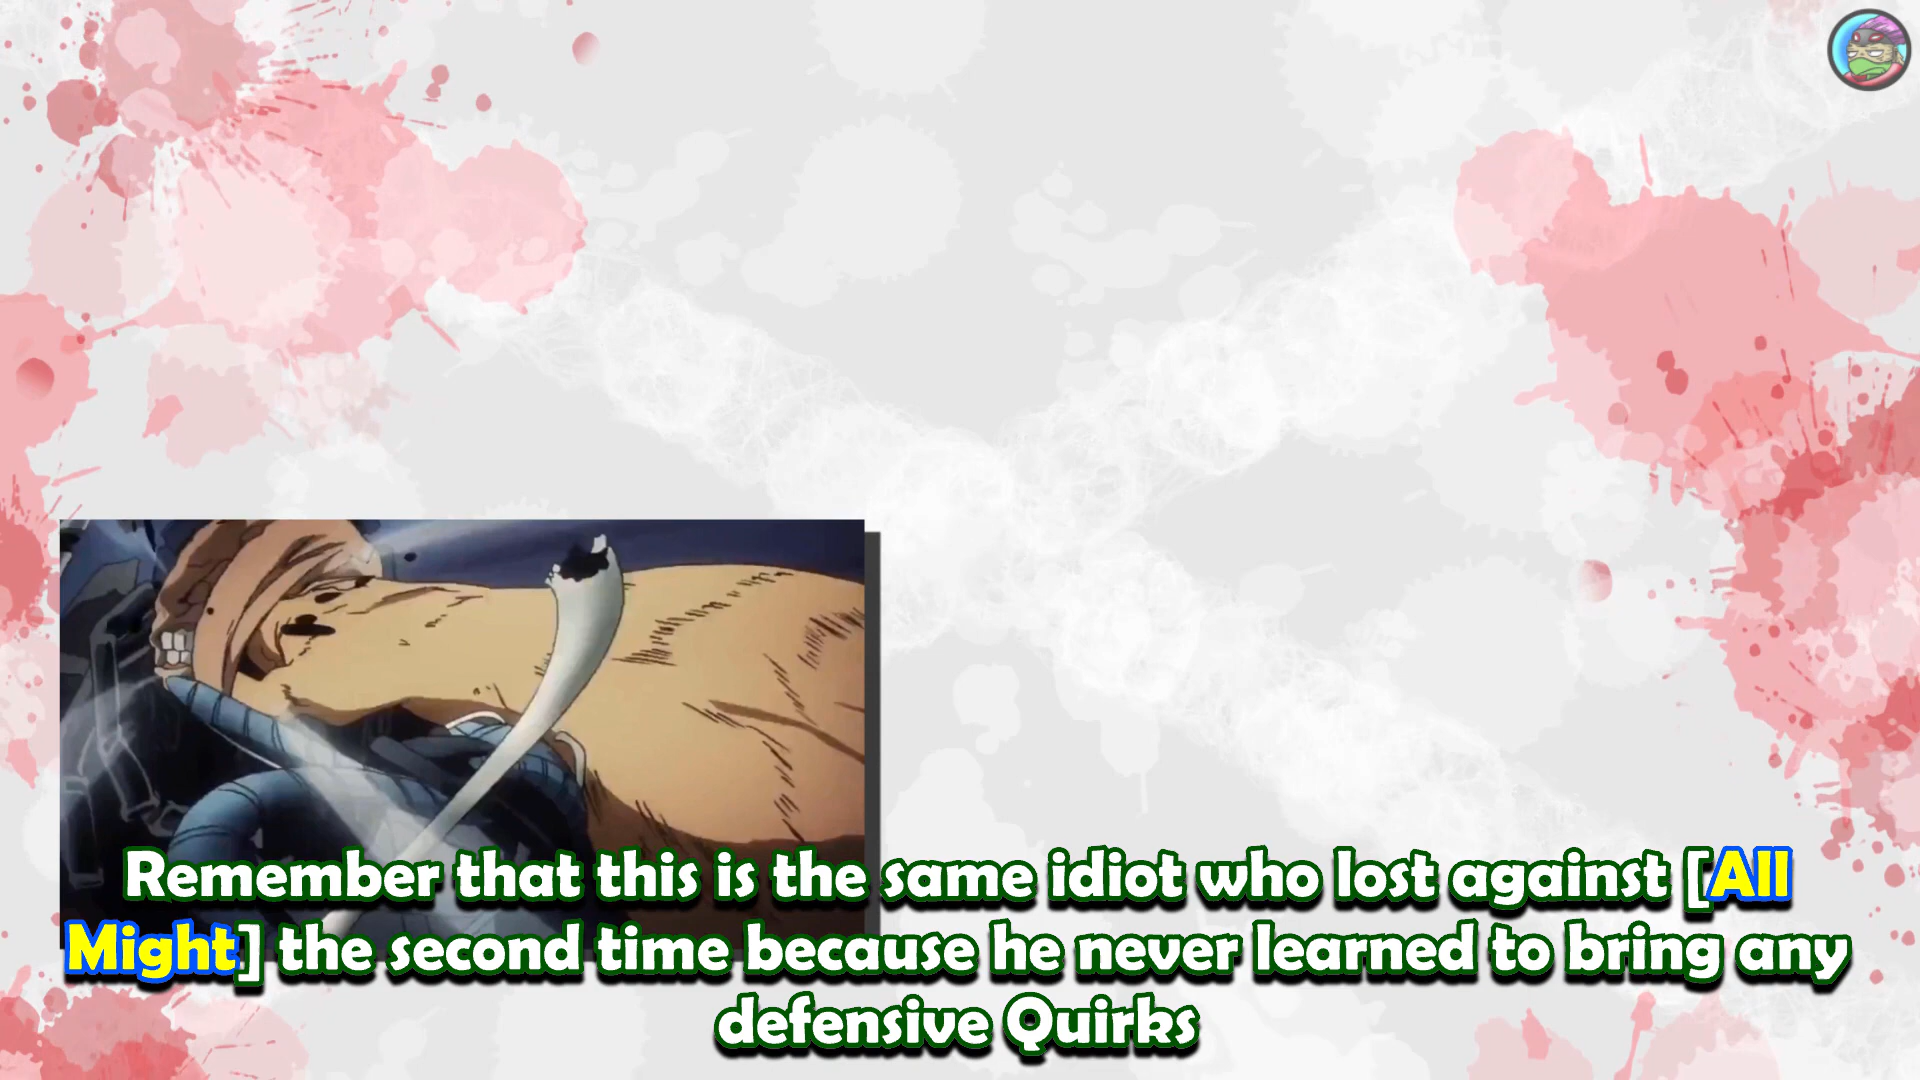 Remember that this is the same idiot who lost against [All
Might] the second time because he never learned to bring any
defensive Quirks